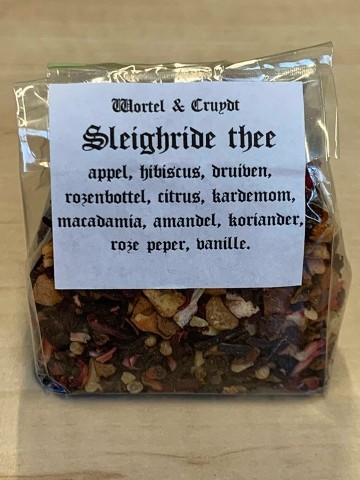 Wortel & Cruydt
Sleighride thee
appel, hibiscus, druiven,
rozenbottel, citrus, kardemom,
macadamia, amandel, koriander,
roze peper, vanille.